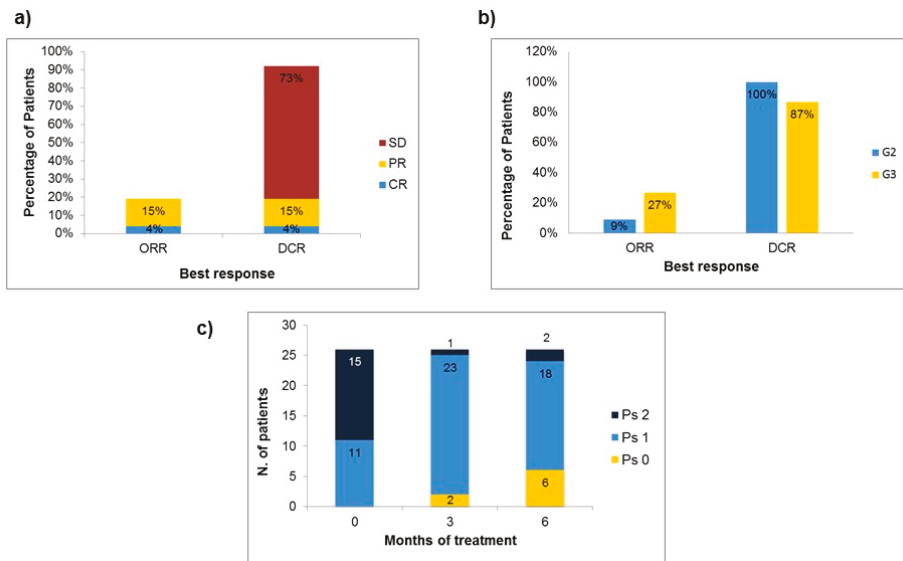 a)
100%
90%
80%
70%
60%
50%
40%
30%
20%
10%
0%
Percentage of Patients
73%
15%
4%
15%
4%
ORR
DCR
Best response
SD
PR
CR
b)
120%
100%
80%
60%
40%
20%
0%
Percentage of Patients
9%
27%
100%
87%
ORR
DCR
Best response
G2
G3
c)
30
25
20
15
10
5
0
N. of patients
15
11
1
23
2
2
18
6
0
3
6
Months of treatment
Ps 2
Ps 1
Ps 0